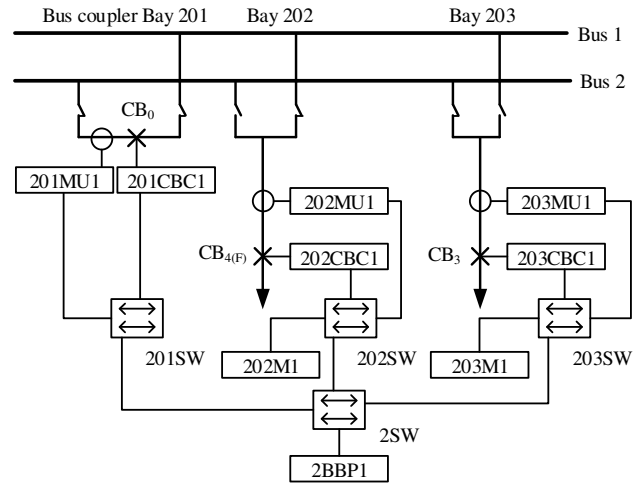 Bus coupler Bay 201 Bay 202 Bay 203
Bus 1
Bus 2
CB0
201MU1 201CBC1 202MU1 203MU1
CB4(F) 202CBC1 CB3 203CBC1
201SW 202M1 202SW 203M1 203SW
2SW
2BBP1